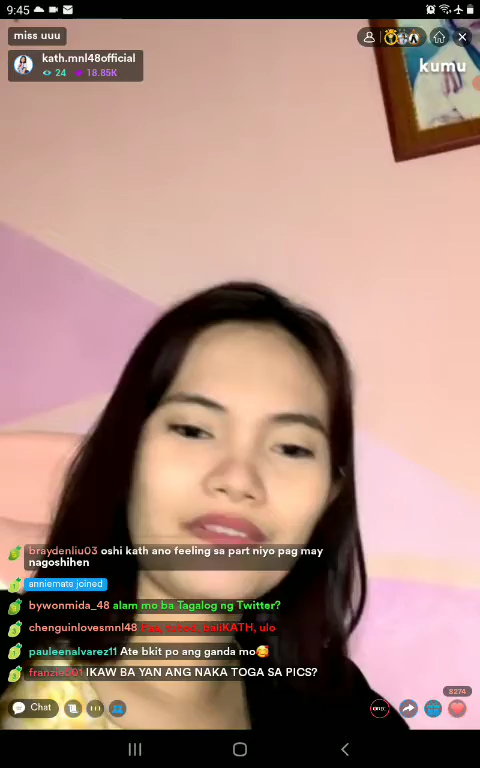 9:45
miss uuu
kath.mnl48official
24 18.85K
kumu
braydenliu03 oshi kath ano feeling sa part niyo pag may
nagoshihen
anniemate joined
bywonmida_48 alam mo ba Tagalog ng Twitter?
chenguinlovesmnl48 Paa, tuhod, baliKATH, ulo
pauleenalvarez11 Ate bkit po ang ganda mo🥰
franzie501 IKAW BA YAN ANG NAKA TOGA SA PICS?
8274
Chat